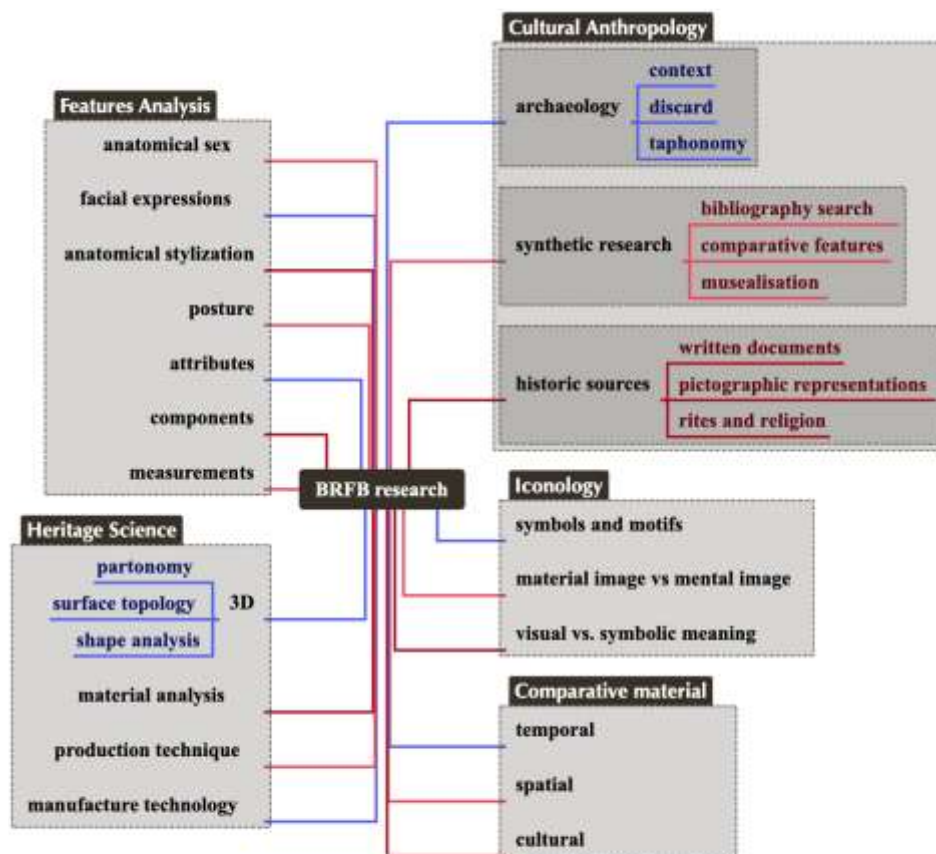 Cultural Anthropology
context
archaeology
discard
taphonomy
bibliography search
synthetic research
comparative features
musealisation
written documents
historic sources
pictographic representations
rites and religion
Features Analysis
anatomical sex
facial expressions
anatomical stylization
posture
attributes
components
measurements
BRFB research
Iconology
symbols and motifs
material image vs mental image
visual vs. symbolic meaning
Heritage Science
partonomy
surface topology
3D
shape analysis
material analysis
production technique
manufacture technology
Comparative material
temporal
spatial
cultural